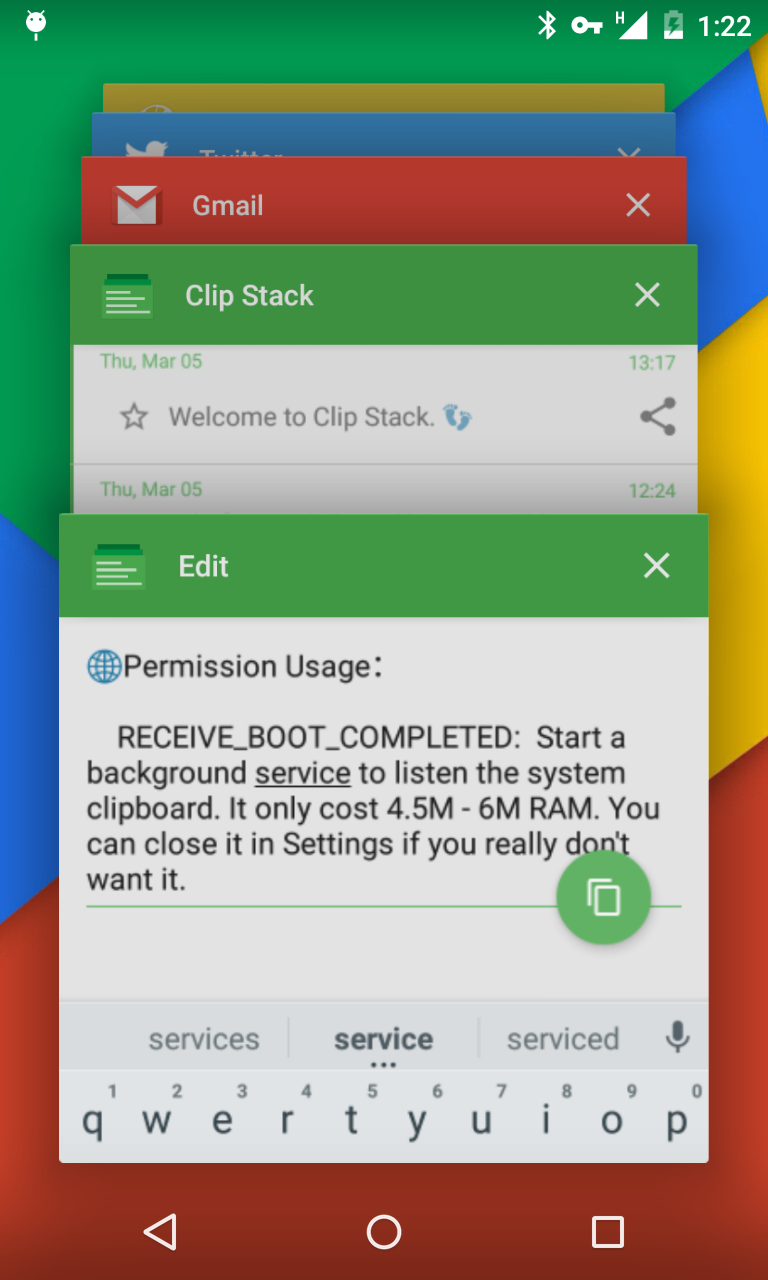 H 1:22
Twitter
Gmail
Clip Stack
Thu, Mar 05 13:17
Welcome to Clip Stack. 👣
Thu, Mar 05 12:24
Edit
🌐Permission Usage：
RECEIVE_BOOT_COMPLETED: Start a
background service to listen the system
clipboard. It only cost 4.5M - 6M RAM. You
can close it in Settings if you really don't
want it.
services service serviced
1 2 3 4 5 6 7 8 9 0
q w e r t y u i o p